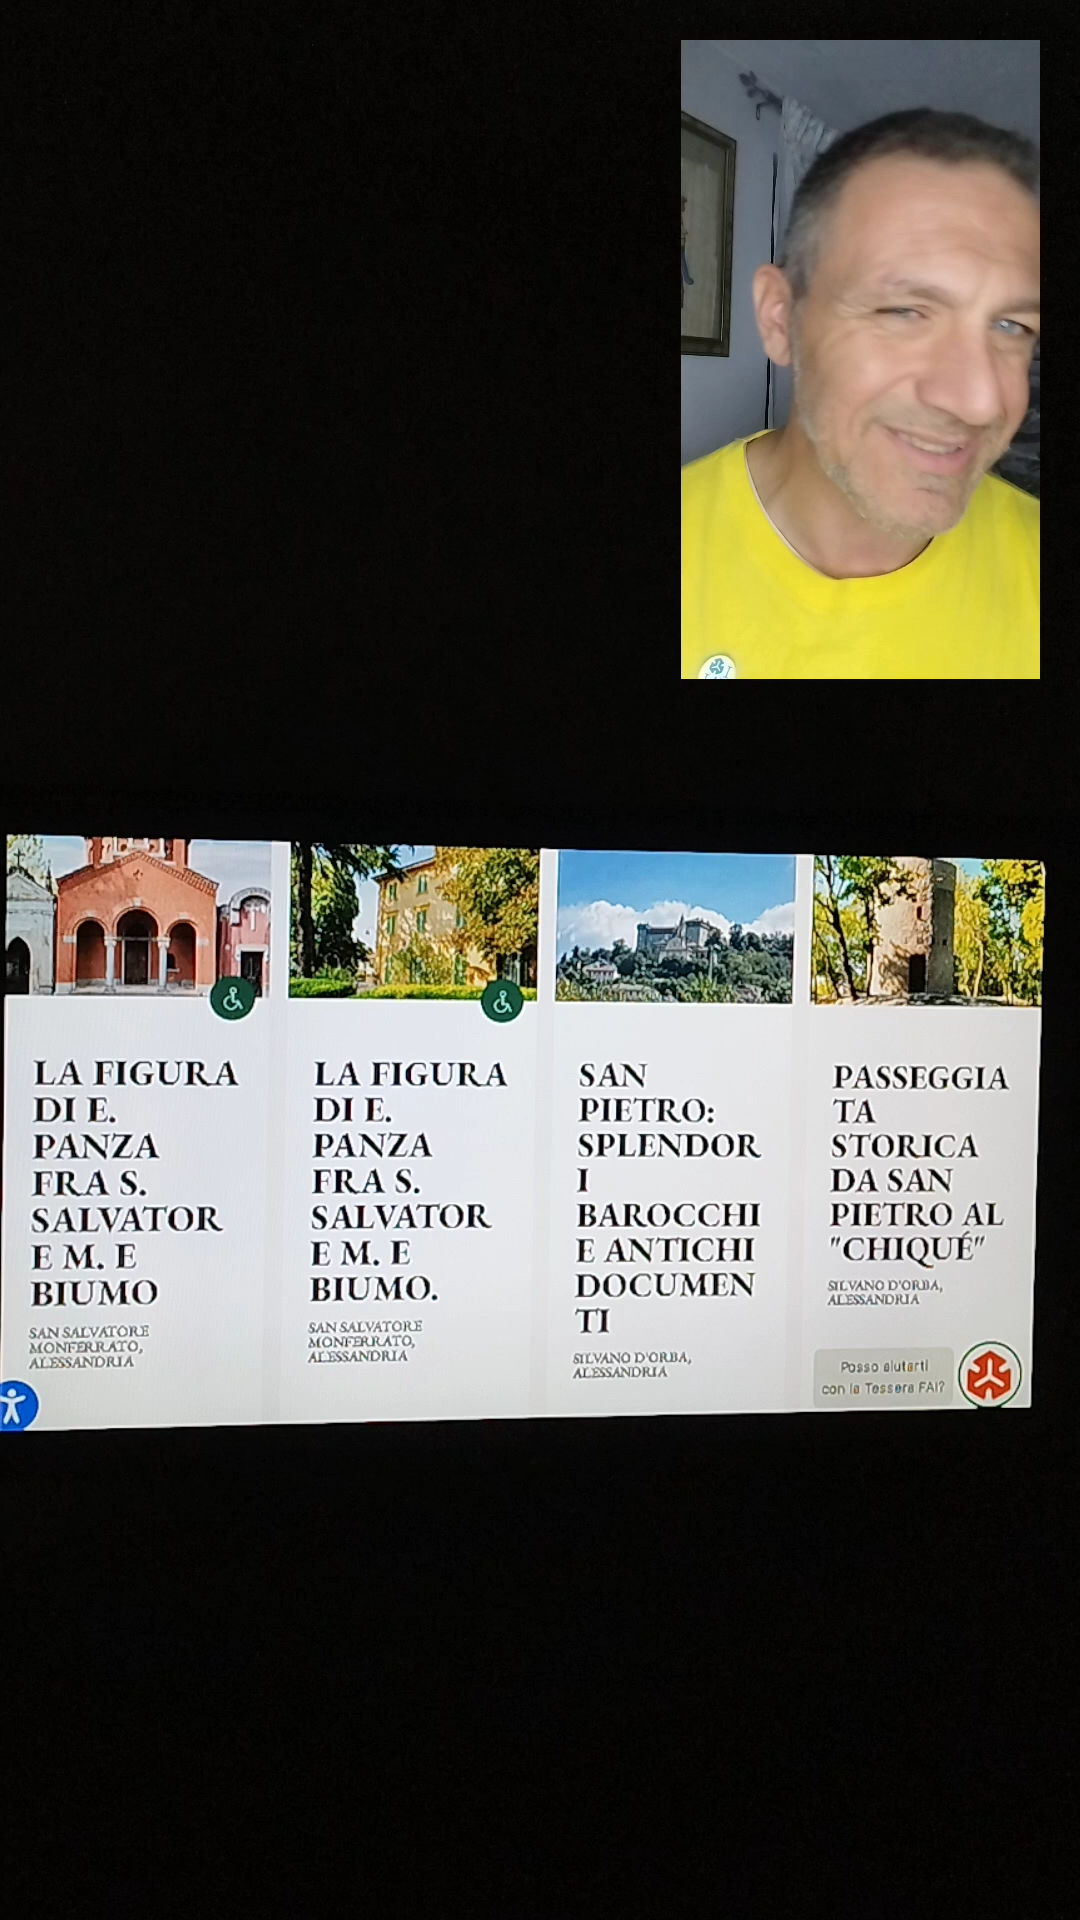 LA FIGURA
DI E.
PANZA
FRA S.
SALVATOR
E M. E
BIUMO
SAN SALVATORE
MONFERRATO,
ALESSANDRIA
LA FIGURA
DI E.
PANZA
FRA S.
SALVATOR
E M. E
BIUMO.
SAN SALVATORE
MONFERRATO,
ALESSANDRIA
SAN
PIETRO:
SPLENDOR
I
BAROCCHI
E ANTICHI
DOCUMEN
TI
SILVANO D'ORBA,
ALESSANDRIA
PASSEGGIA
TA
STORICA
DA SAN
PIETRO AL
"CHIQUÉ"
SILVANO D'ORBA,
ALESSANDRIA
Posso aiutarti
con la Tessera FAI?